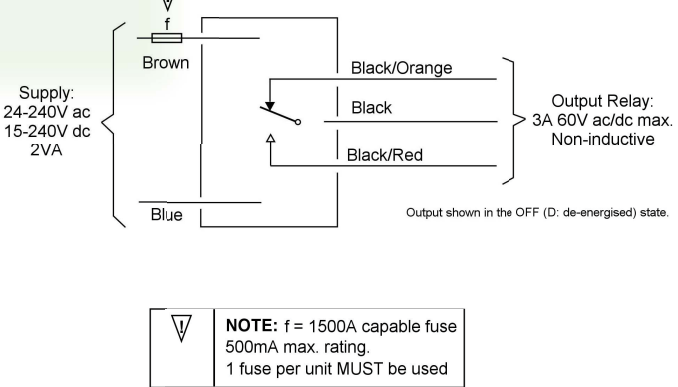 f
Brown
Supply:
24-240V ac
15-240V dc
2VA
Blue
Black/Orange
Black
Black/Red
Output Relay:
3A 60V ac/dc max.
Non-inductive
Output shown in the OFF (D: de-energised) state.
!
NOTE: f = 1500A capable fuse
500mA max. rating.
1 fuse per unit MUST be used